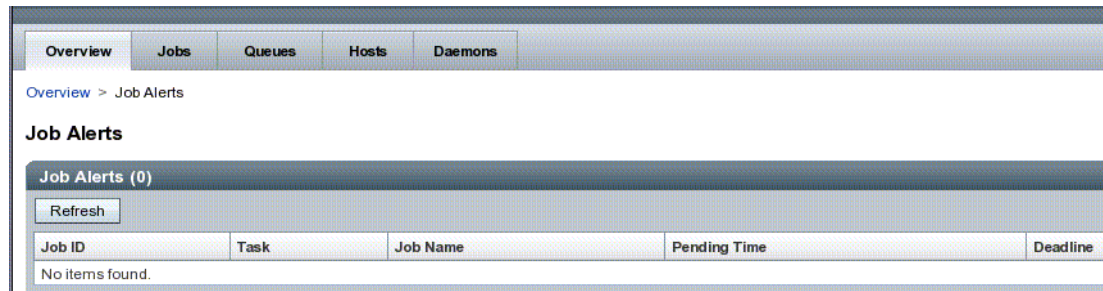 Overview Jobs Queues Hosts Daemons
Overview > Job Alerts
Job Alerts
Job Alerts (0)
Refresh
Job ID Task Job Name Pending Time Deadline
No items found.